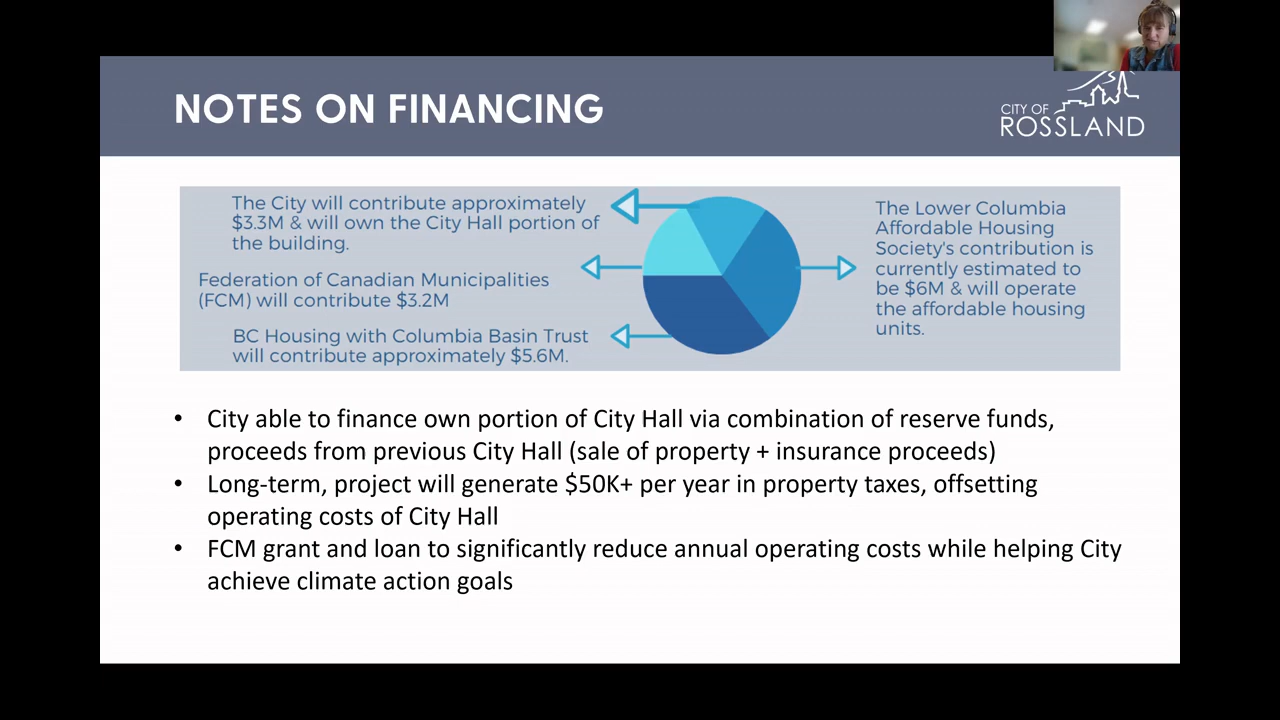 NOTES ON FINANCING
CITY OF
ROSSLAND
The City will contribute approximately
$3.3M & will own the City Hall portion of
the building.
Federation of Canadian Municipalities
(FCM) will contribute $3.2M
BC Housing with Columbia Basin Trust
will contribute approximately $5.6M.
The Lower Columbia
Affordable Housing
Society's contribution is
currently estimated to
be $6M & will operate
the affordable housing
units.
• City able to finance own portion of City Hall via combination of reserve funds,
proceeds from previous City Hall (sale of property + insurance proceeds)
• Long-term, project will generate $50K+ per year in property taxes, offsetting
operating costs of City Hall
• FCM grant and loan to significantly reduce annual operating costs while helping City
achieve climate action goals